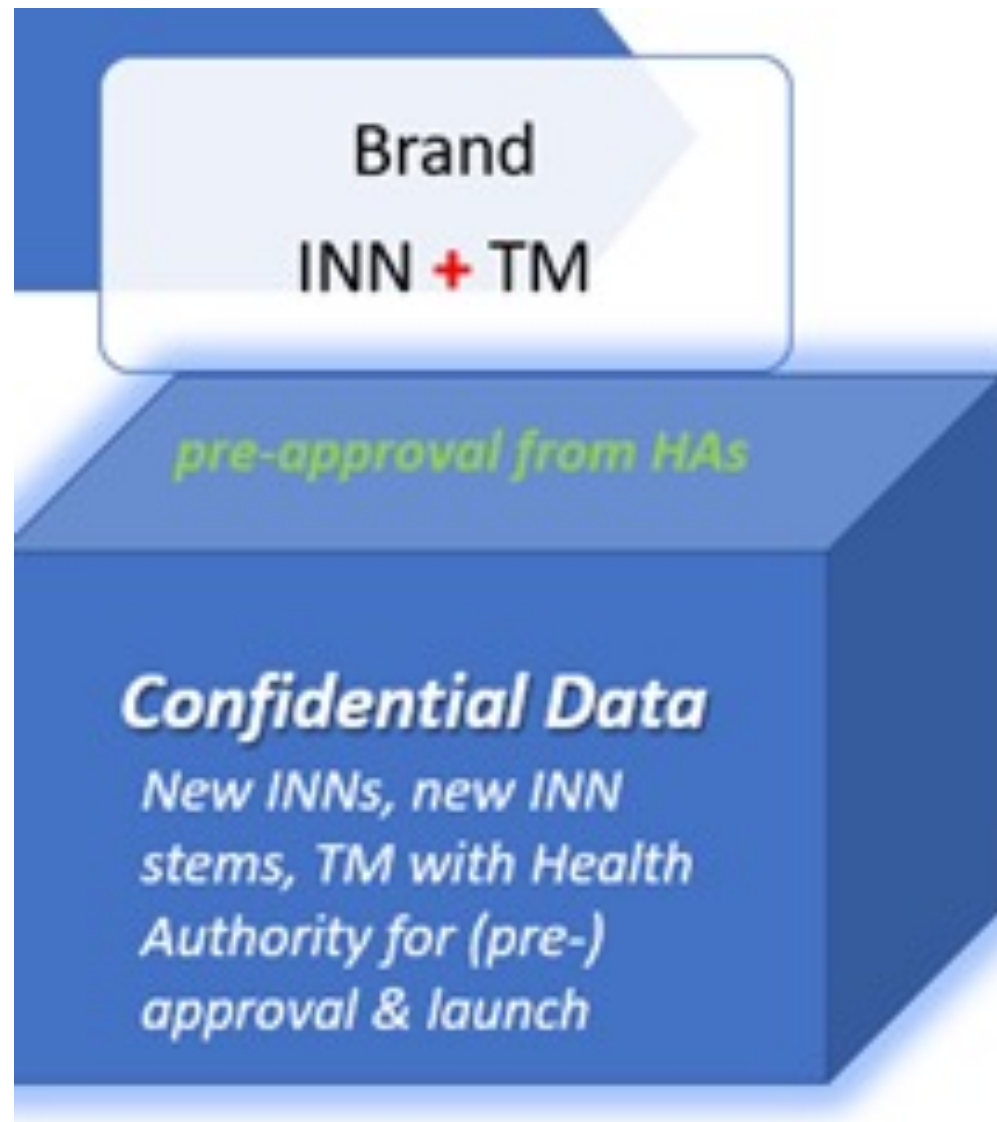 Brand
INN + TM
pre-approval from HAs
Confidential Data
New INNs, new INN
stems, TM with Health
Authority for (pre-)
approval & launch